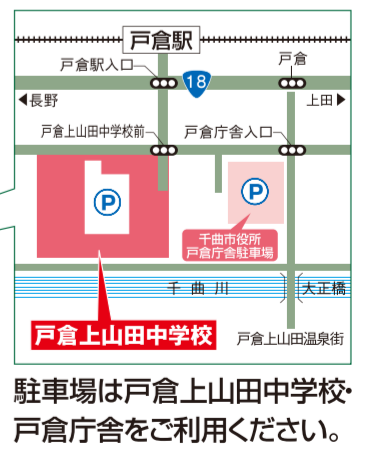 戸倉駅
戸倉駅入口
18
戸倉
◀長野
上田▶
戸倉上山田中学校前
戸倉庁舎入口
P
P
千曲市役所
戸倉庁舎駐車場
千曲川
大正橋
戸倉上山田中学校
戸倉上山田温泉街
駐車場は戸倉上山田中学校・
戸倉庁舎をご利用ください。